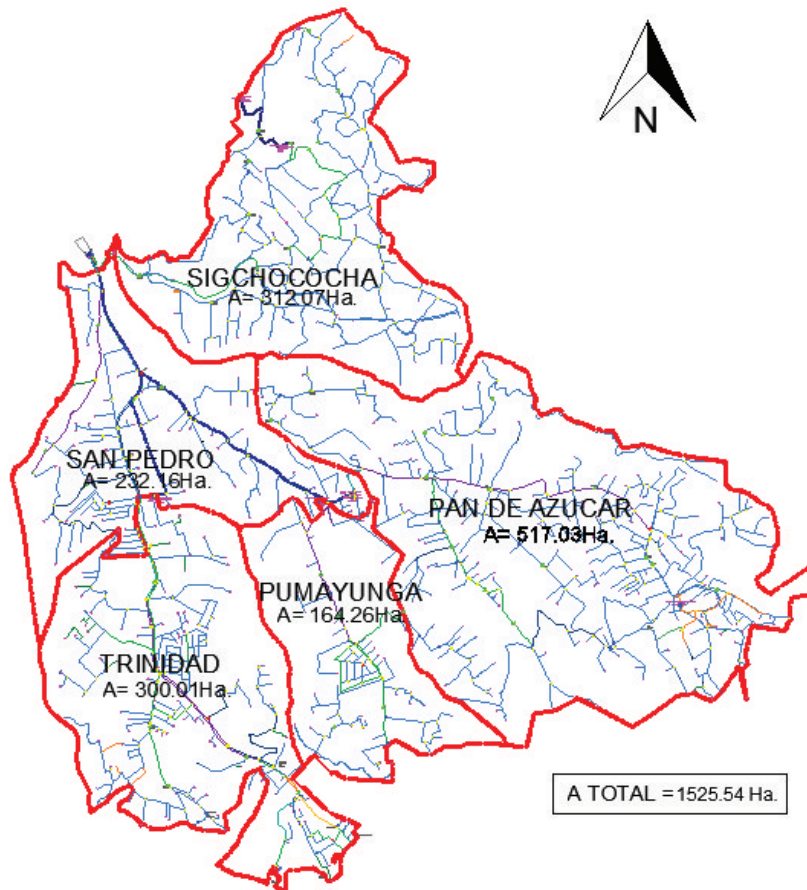 N
SIGCHOCOCHA
A= 312.07Ha.
SAN PEDRO
A= 232.16Ha.
PAN DE AZUCAR
A= 517.03Ha.
PUMAYUNGA
A= 164.26Ha.
TRINIDAD
A= 300.01Ha.
A TOTAL = 1525.54 Ha.